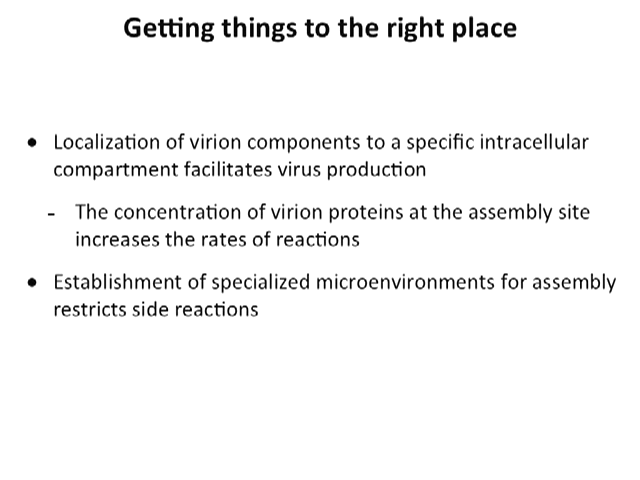 Getting things to the right place
● Localization of virion components to a specific intracellular
compartment facilitates virus production
- The concentration of virion proteins at the assembly site
increases the rates of reactions
● Establishment of specialized microenvironments for assembly
restricts side reactions